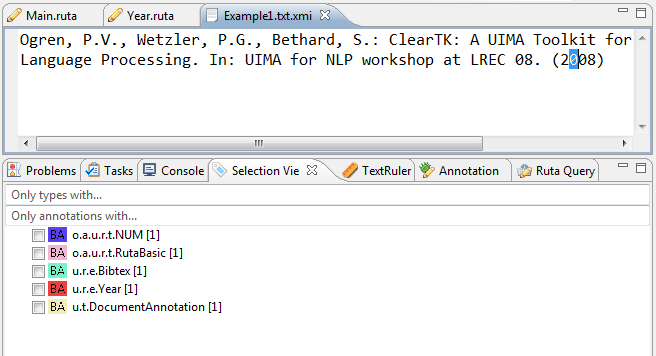 Main.ruta Year.ruta Example1.txt.xmi
Ogren, P.V., Wetzler, P.G., Bethard, S.: ClearTK: A UIMA Toolkit for
Language Processing. In: UIMA for NLP workshop at LREC 08. (2008)
Problems Tasks Console Selection Vie TextRuler Annotation Ruta Query
Only types with...
Only annotations with...
BA o.a.u.r.t.NUM [1]
BA o.a.u.r.t.RutaBasic [1]
BA u.r.e.Bibtex [1]
BA u.r.e.Year [1]
BA u.t.DocumentAnnotation [1]